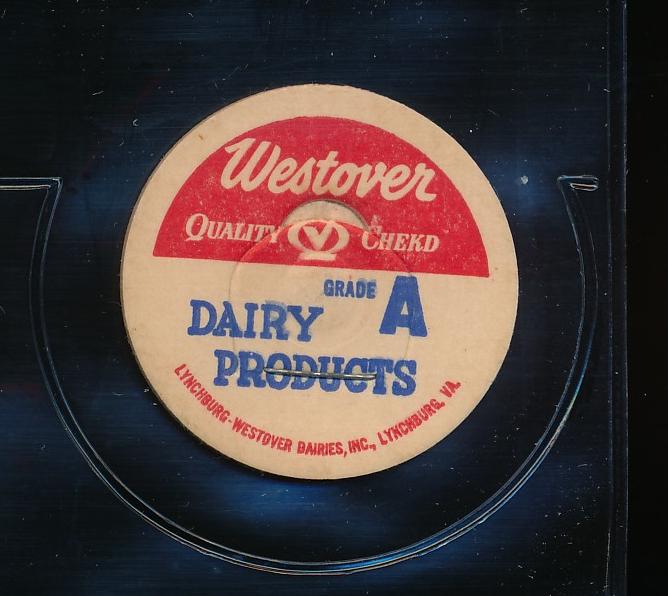 Westover
QUALITY CHEKD
GRADE A
DAIRY
PRODUCTS
LYNCHBURG-WESTOVER DAIRIES, INC., LYNCHBURG, VA.